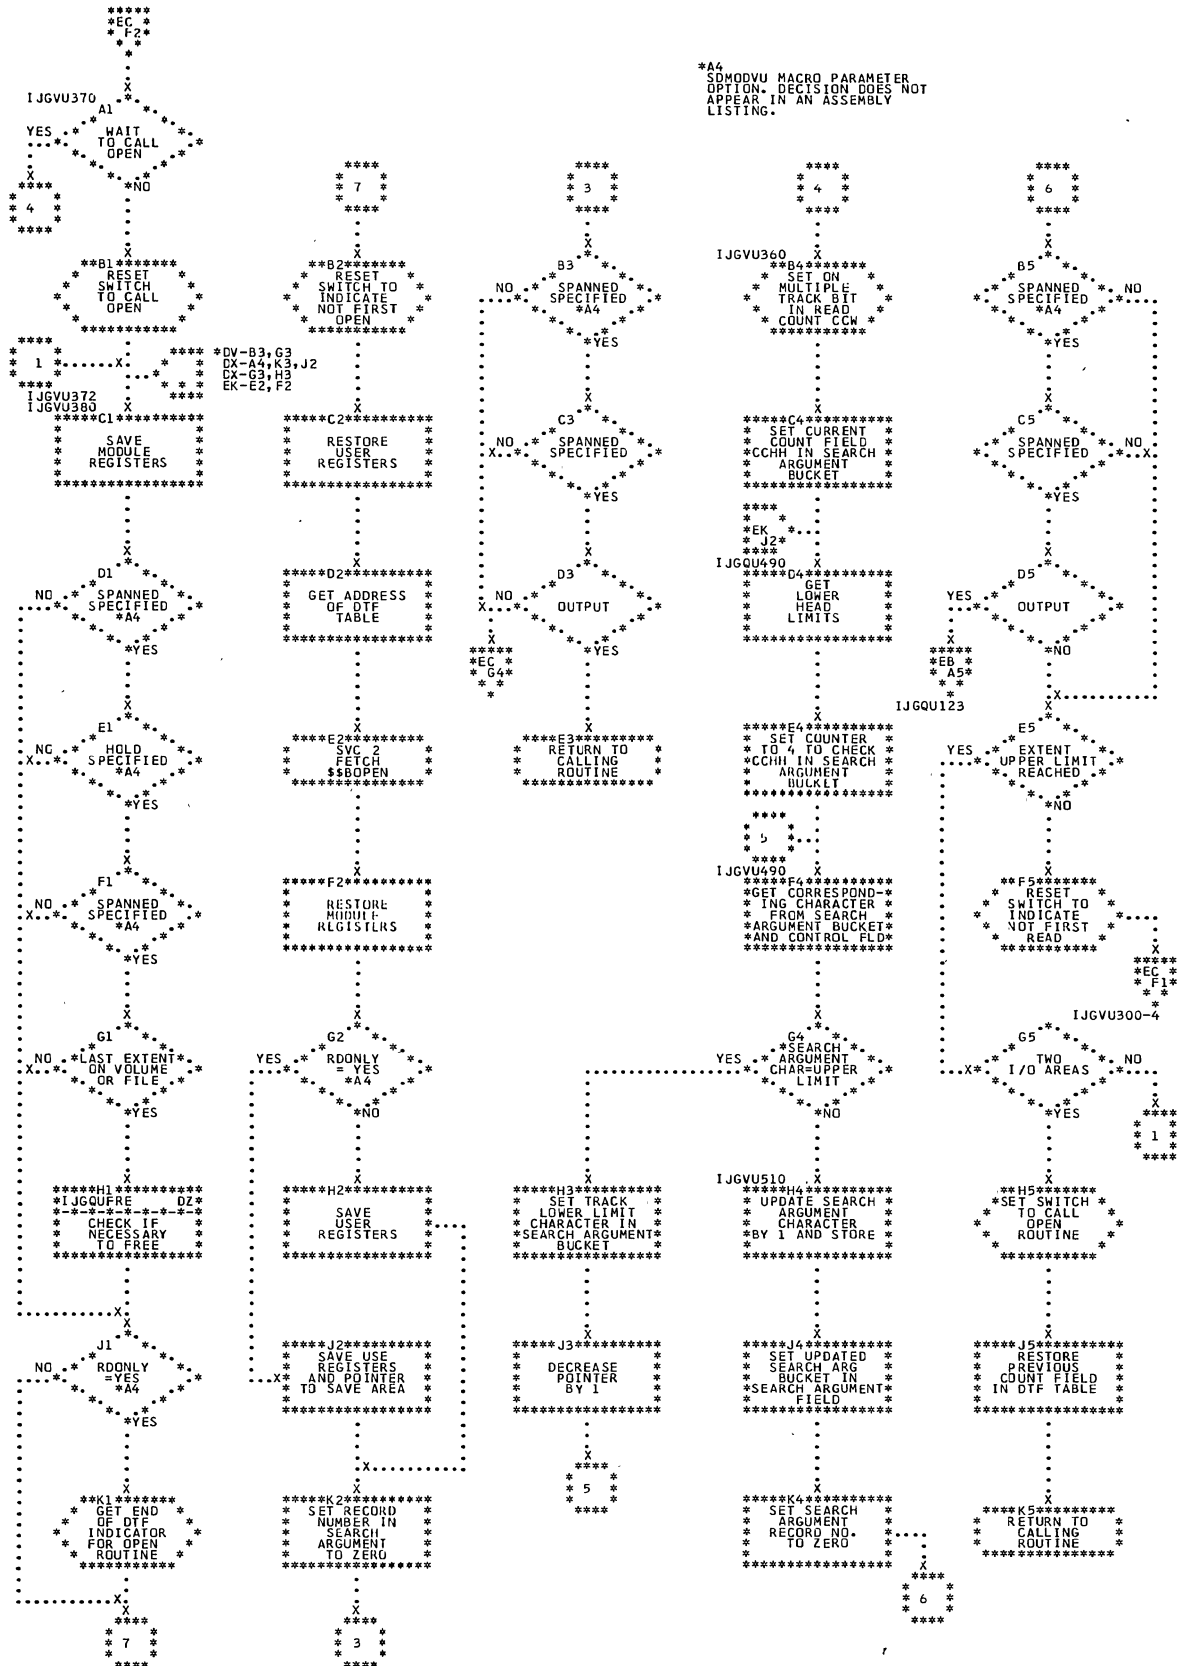 EC
F2
*A4
SDMODVU MACRO PARAMETER
OPTION. DECISION DOES NOT
APPEAR IN AN ASSEMBLY
LISTING.
IJGVU370
A1
YES
WAIT
TO CALL
OPEN
*NO
4
B1
RESET
SWITCH
TO CALL
OPEN
1
*DV-B3,G3
DX-A4,K3,J2
DX-G3,H3
EK-E2,F2
IJGVU372
IJGVU380
C1
SAVE
MODULE
REGISTERS
D1
NO
SPANNED
SPECIFIED
*A4
*YES
E1
NO
HOLD
SPECIFIED
*A4
*YES
F1
NO
SPANNED
SPECIFIED
*A4
*YES
G1
NO
*LAST EXTENT*
ON VOLUME
OR FILE
*YES
H1
*IJGQUFRE DZ*
CHECK IF
NECESSARY
TO FREE
J1
NO
RDONLY
=YES
*A4
*YES
K1
GET END
OF DTF
INDICATOR
FOR OPEN
ROUTINE
7
7
B2
RESET
SWITCH TO
INDICATE
NOT FIRST
OPEN
C2
RESTORE
USER
REGISTERS
D2
GET ADDRESS
OF DTF
TABLE
E2
SVC 2
FETCH
$$BOPEN
F2
RESTORE
MODULE
REGISTERS
G2
YES
RDONLY
= YES
*A4
*NO
H2
SAVE
USER
REGISTERS
J2
SAVE USE
REGISTERS
AND POINTER
TO SAVE AREA
K2
SET RECORD
NUMBER IN
SEARCH
ARGUMENT
TO ZERO
3
3
B3
NO
SPANNED
SPECIFIED
*A4
*YES
C3
NO
SPANNED
SPECIFIED
*YES
D3
NO
OUTPUT
*YES
EC
G4
E3
RETURN TO
CALLING
ROUTINE
H3
SET TRACK
LOWER LIMIT
CHARACTER IN
*SEARCH ARGUMENT*
BUCKET
J3
DECREASE
POINTER
BY 1
5
4
IJGVU360
B4
SET ON
MULTIPLE
TRACK BIT
IN READ
COUNT CCW
C4
SET CURRENT
COUNT FIELD
CCHH IN SEARCH
ARGUMENT
BUCKET
EK
J2
IJGQU490
D4
GET
LOWER
HEAD
LIMITS
E4
SET COUNTER
TO 4 TO CHECK
CCHH IN SEARCH
ARGUMENT
BUCKET
5
IJGVU490
F4
*GET CORRESPOND-*
ING CHARACTER
FROM SEARCH
ARGUMENT BUCKET
*AND CONTROL FLD*
G4
YES
*SEARCH
ARGUMENT
CHAR=UPPER
LIMIT
*NO
IJGVU510
H4
UPDATE SEARCH
ARGUMENT
CHARACTER
BY 1 AND STORE
J4
SET UPDATED
SEARCH ARG
BUCKET IN
*SEARCH ARGUMENT*
FIELD
K4
SET SEARCH
ARGUMENT
RECORD NO.
TO ZERO
6
6
B5
NO
SPANNED
SPECIFIED
*A4
*YES
C5
NO
SPANNED
SPECIFIED
*YES
D5
YES
OUTPUT
*NO
EB
A5
IJGQU123
E5
YES
EXTENT
UPPER LIMIT
REACHED
*NO
F5
RESET
SWITCH TO
INDICATE
NOT FIRST
READ
EC
F1
IJGVU300-4
G5
TWO
I/O AREAS
NO
*YES
1
H5
*SET SWITCH
TO CALL
OPEN
ROUTINE
J5
RESTORE
PREVIOUS
COUNT FIELD
IN DTF TABLE
K5
RETURN TO
CALLING
ROUTINE